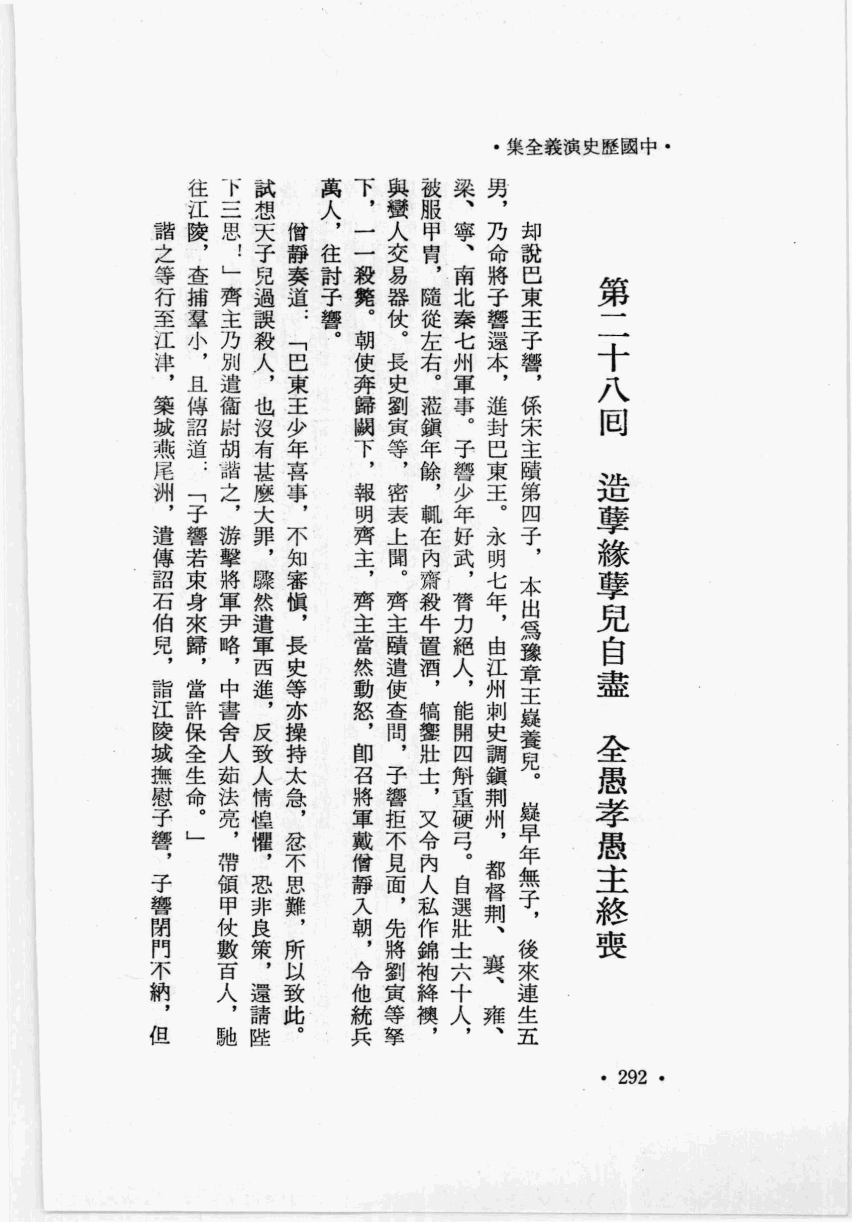 ·中國歷史演義全集·
第二十八回 造孽緣孽兒自盡 全愚孝愚主終喪
却說巴東王子響，係宋主賾第四子，本出爲豫章王嶷養兒。嶷早年無子，後來連生五
男，乃命將子響還本，進封巴東王。永明七年，由江州刺史調鎭荆州，都督荆、襄、雍、
梁、寧、南北秦七州軍事。子響少年好武，膂力絕人，能開四斛重硬弓。自選壯士六十人，
被服甲冑，隨從左右。蒞鎭年餘，輒在內齋殺牛置酒，犒饗壯士，又令內人私作錦袍絳襖，
與蠻人交易器仗。長史劉寅等，密表上聞。齊主賾遣使查問，子響拒不見面，先將劉寅等拏
下，一一殺斃。朝使奔歸闕下，報明齊主，齊主當然動怒，卽召將軍戴僧靜入朝，令他統兵
萬人，往討子響。
僧靜奏道：「巴東王少年喜事，不知審愼，長史等亦操持太急，忿不思難，所以致此。
試想天子兒過誤殺人，也沒有甚麼大罪，驟然遣軍西進，反致人情惶懼，恐非良策，還請陛
下三思！」齊主乃別遣衞尉胡諧之，游擊將軍尹略，中書舍人茹法亮，帶領甲仗數百人，馳
往江陵，查捕羣小，且傳詔道：「子響若束身來歸，當許保全生命。」
諧之等行至江津，築城燕尾洲，遣傳詔石伯兒，詣江陵城撫慰子響，子響閉門不納，但
·292·